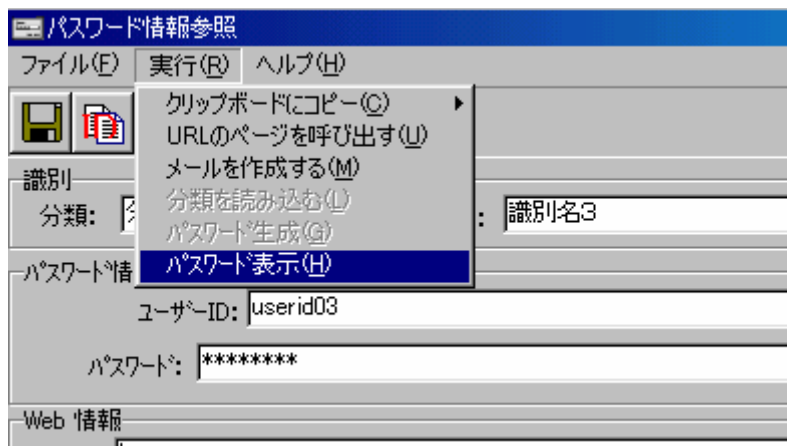 パスワード情報参照
ファイル(F) 実行(R) ヘルプ(H)
クリップボードにコピー(C)
URLのページを呼び出す(U)
メールを作成する(M)
分類を読み込む(L)
パスワード生成(G)
パスワード表示(H)
識別
分類: : 識別名3
パスワード情
ユーザーID: userid03
パスワード: ********
Web 情報